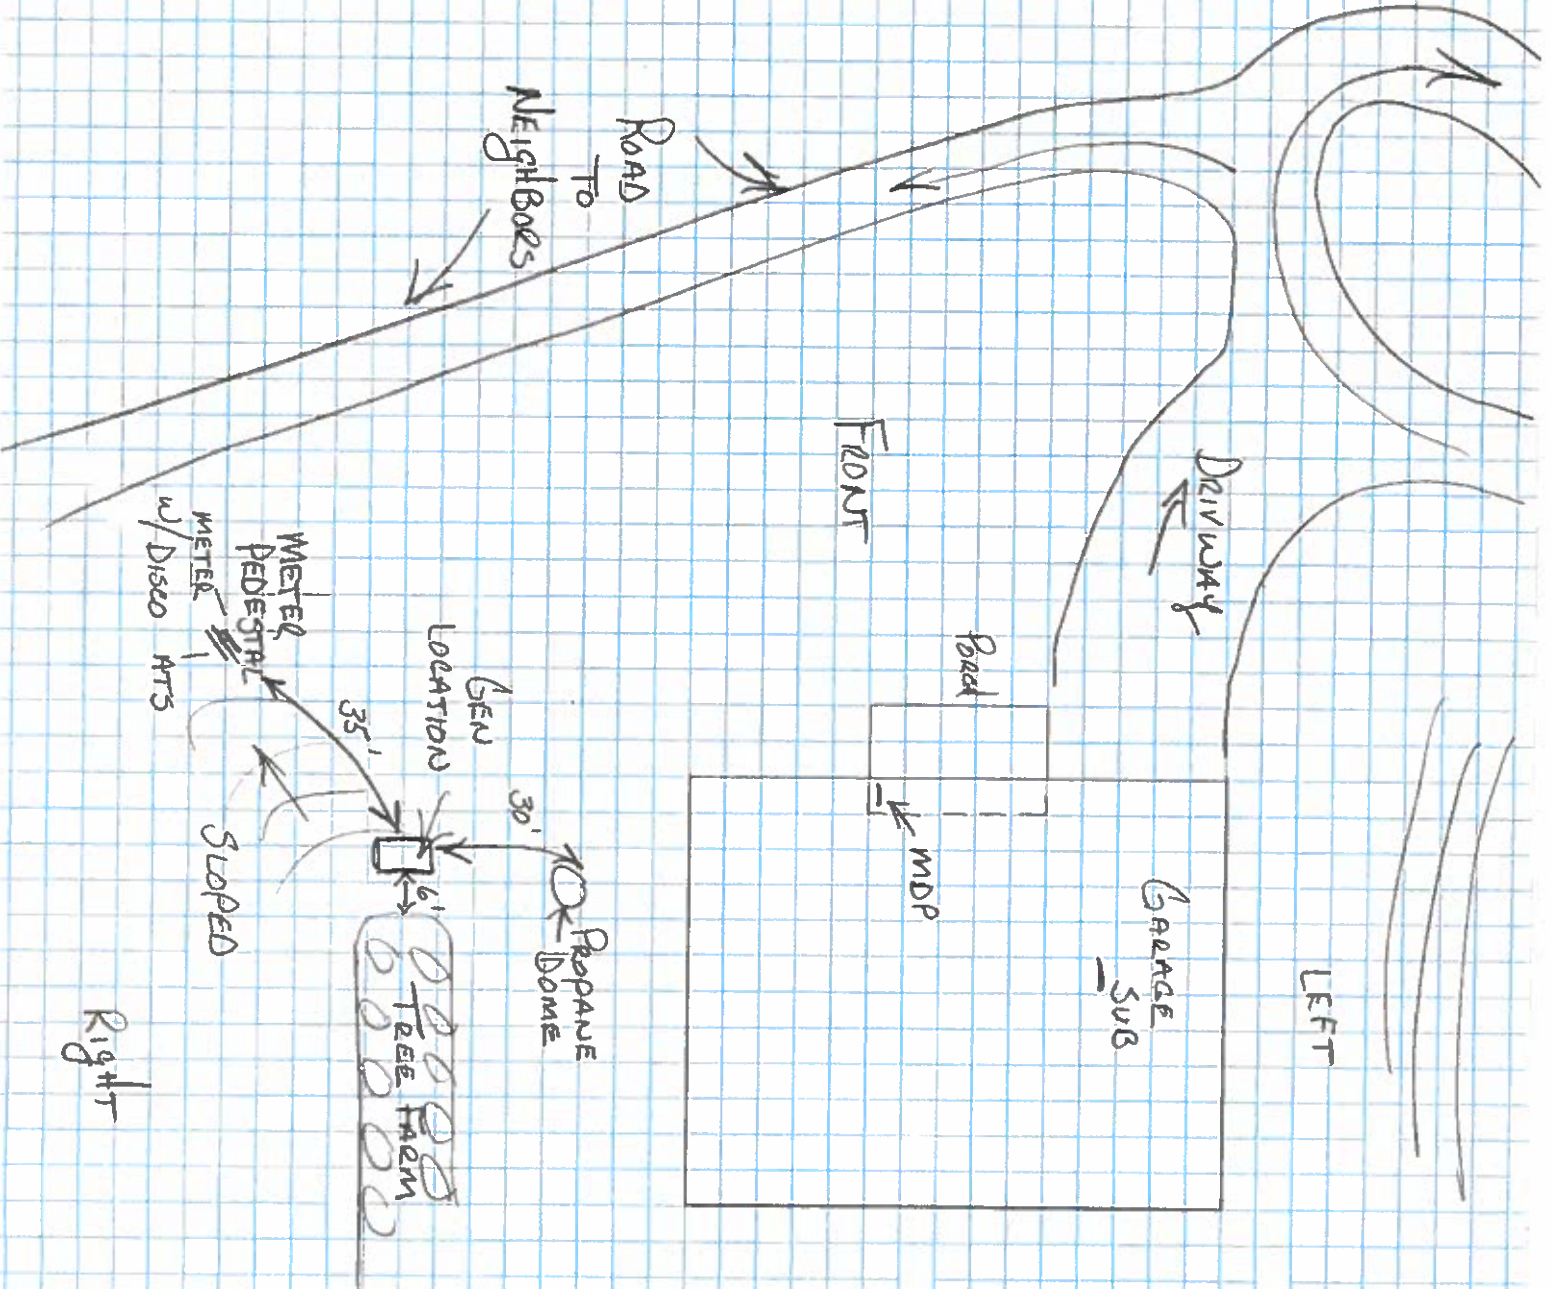 ROAD
TO
NEIGHBORS
DRIVWAY
FRONT
PORCH
MDP
GARAGE
SUB
LEFT
METER
PEDESTAL
METER
W/DISCO ATS
35'
GEN
LOCATION
30'
6'
PROPANE
DOME
SLOPED
TREE FARM
RigHT